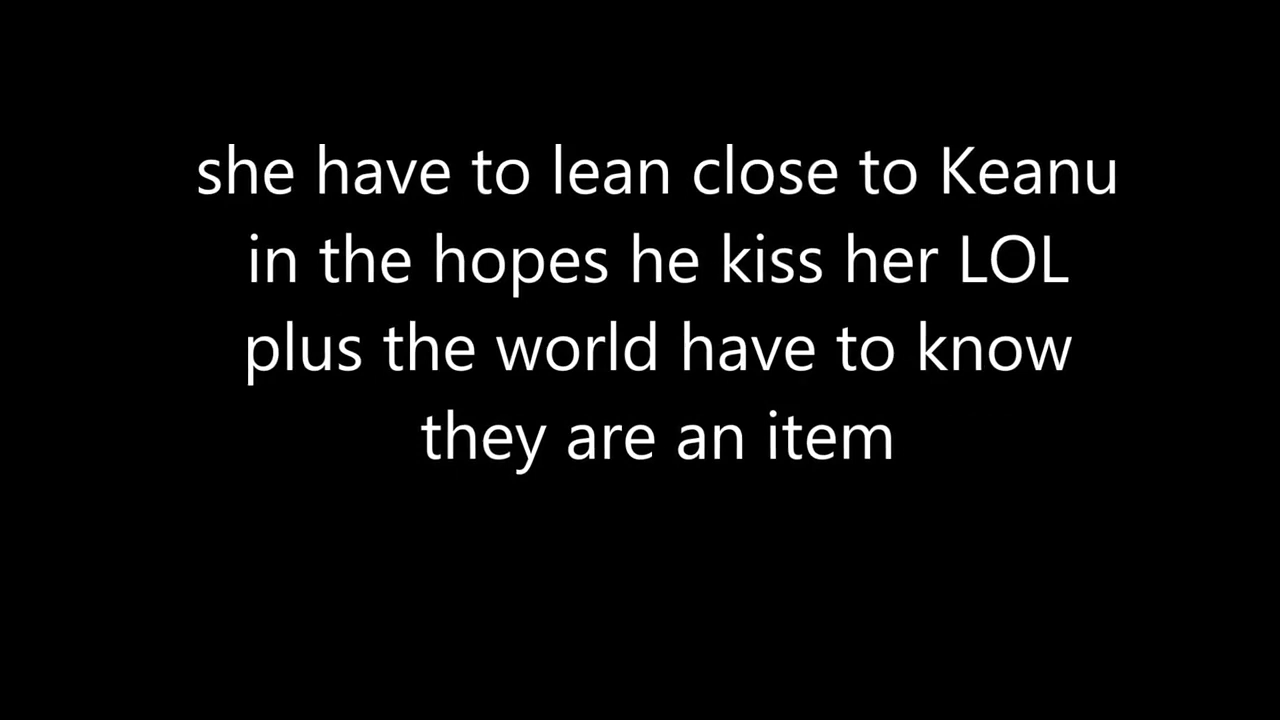 she have to lean close to Keanu
in the hopes he kiss her LOL
plus the world have to know
they are an item